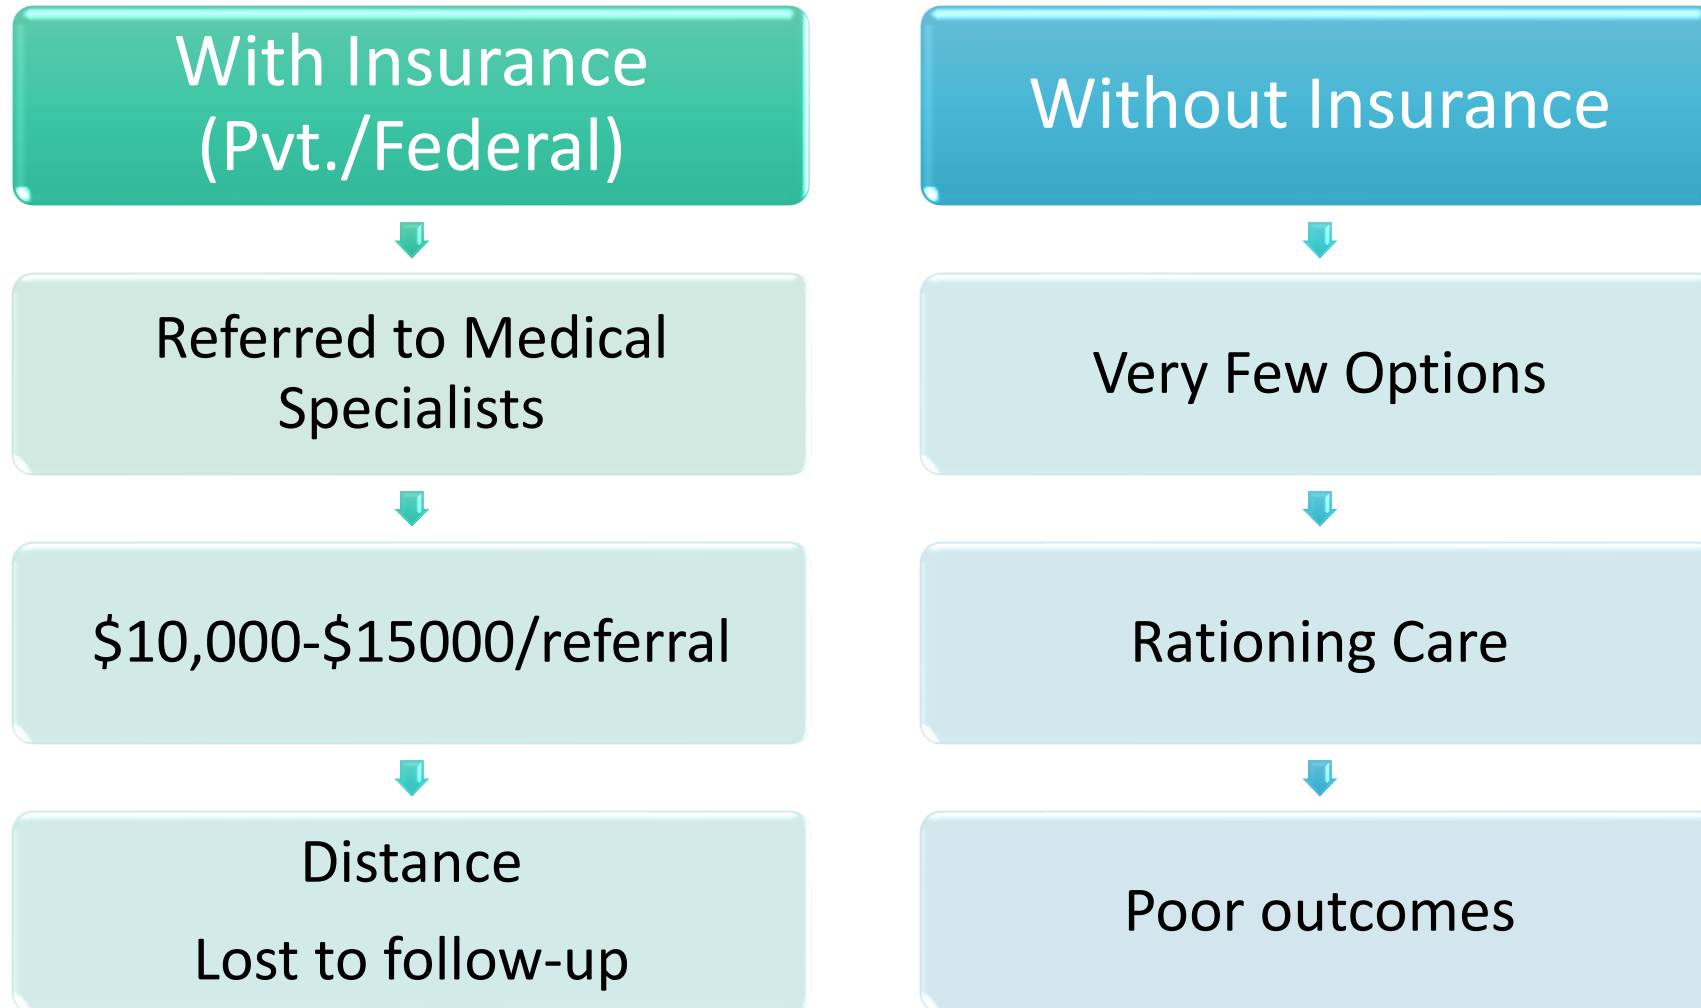 With Insurance
(Pvt./Federal)
Referred to Medical
Specialists
$10,000-$15000/referral
Distance
Lost to follow-up
Without Insurance
Very Few Options
Rationing Care
Poor outcomes